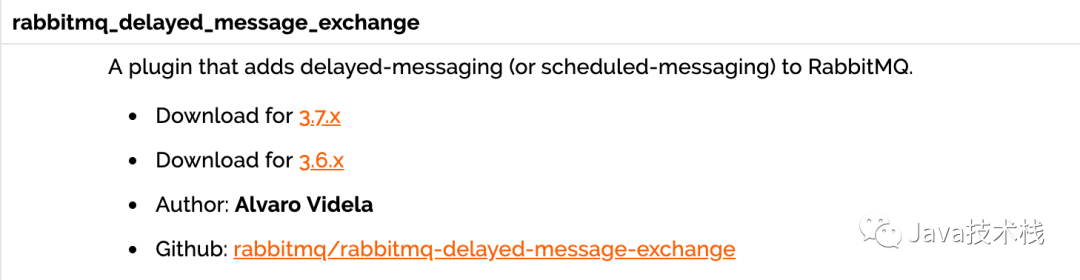 rabbitmq_delayed_message_exchange
A plugin that adds delayed-messaging (or scheduled-messaging) to RabbitMQ.
• Download for 3.7.x
• Download for 3.6.x
• Author: Alvaro Videla
• Github: rabbitmq/rabbitmq-delayed-message-exchange
Java技术栈